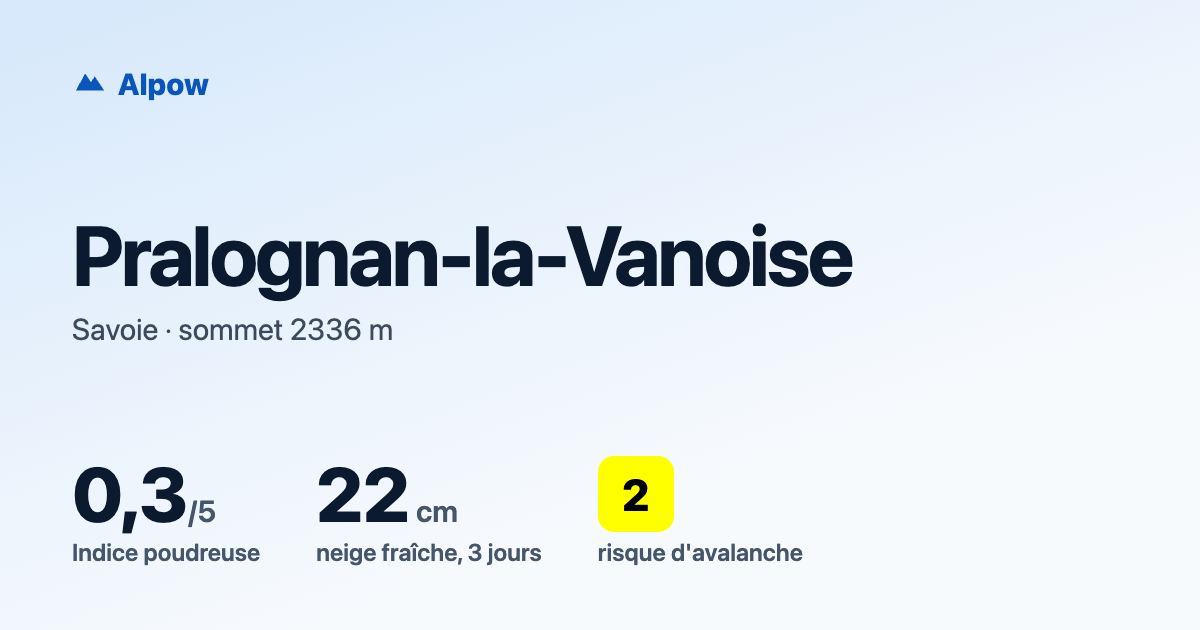 Alpow
Pralognan-la-Vanoise
Savoie · sommet 2336 m
0,3/5
Indice poudreuse
22 cm
neige fraîche, 3 jours
2
risque d'avalanche